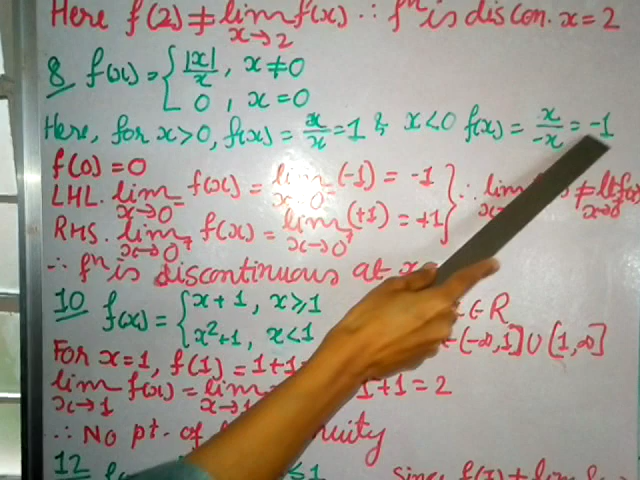 Here f(2) ≠ lim x→2 f(x) ∴ fⁿ is discon. x = 2
8 f(x) = { |x|/x , x ≠ 0
0 , x = 0
Here, for x>0, f(x) = x/x = 1 & x<0 f(x) = x/-x = -1
f(0) = 0
LHL. lim x→0⁻ f(x) = lim x→0⁻ (-1) = -1 } ∴ lim ≠ lt f(x)
RHS. lim x→0⁺ f(x) = lim x→0⁺ (+1) = +1
∴ fⁿ is discontinuous at x
10 f(x) = { x+1 , x⩾1
x²+1 , x<1
∈ R
(-∞,1] ∪ (1,∞]
For x=1, f(1) = 1+1
lim x→1 f(x) = lim x→1 1+1 = 2
∴ No pt. of
12 ≤1 since f(1) ≠